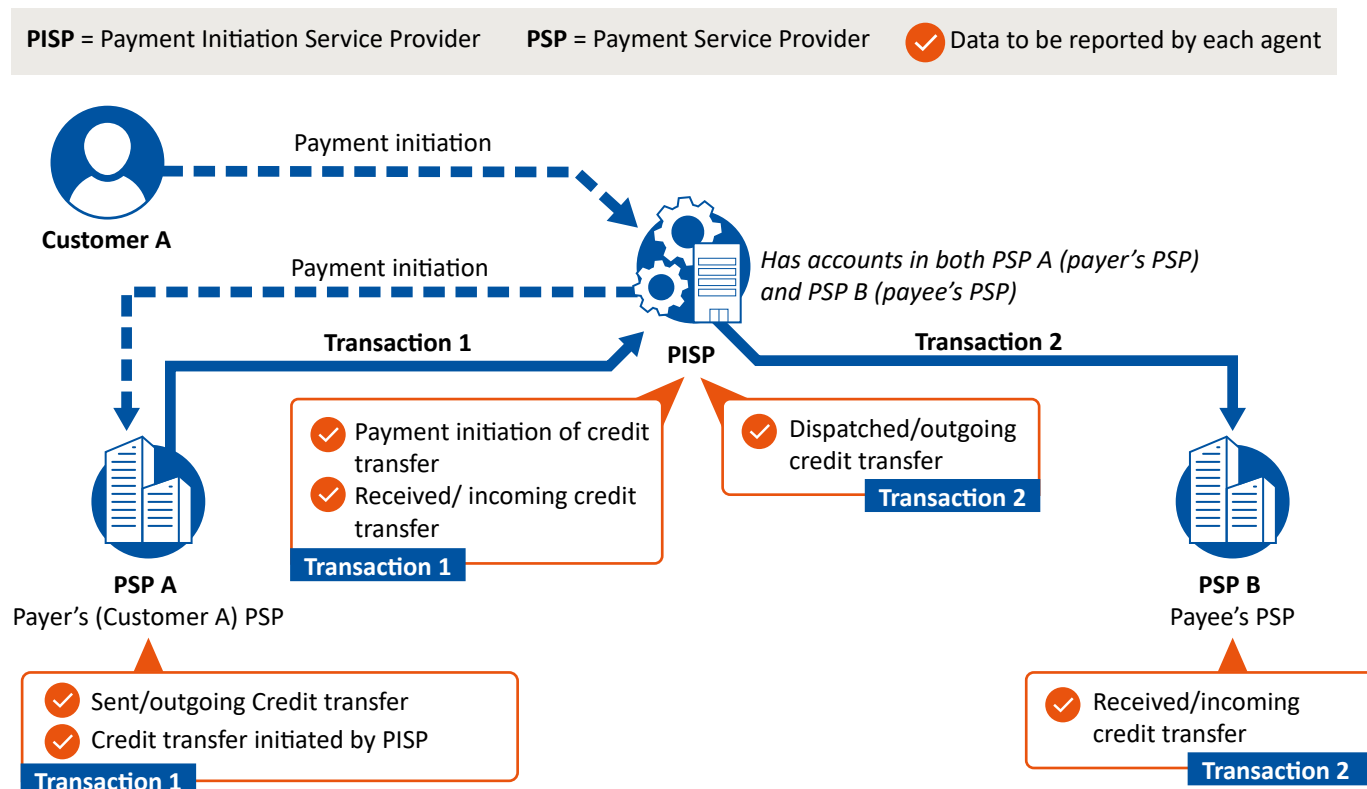 PISP = Payment Initiation Service Provider
PSP = Payment Service Provider
Data to be reported by each agent
Payment initiation
Customer A
Payment initiation
Has accounts in both PSP A (payer's PSP)
and PSP B (payee's PSP)
Transaction 1
PISP
Transaction 2
Payment initiation of credit
transfer
Received/ incoming credit
transfer
Transaction 1
Dispatched/outgoing
credit transfer
Transaction 2
PSP A
Payer's (Customer A) PSP
PSP B
Payee's PSP
Sent/outgoing Credit transfer
Credit transfer initiated by PISP
Transaction 1
Received/incoming
credit transfer
Transaction 2